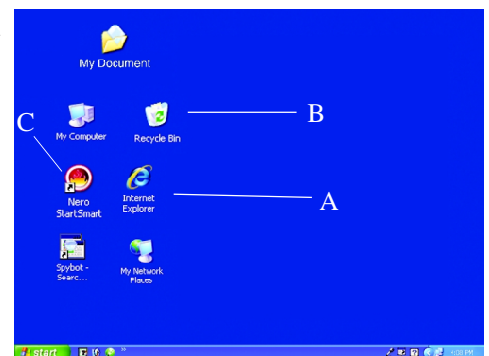 My Document
B
C
My Computer
Recycle Bin
Nero
StartSmart
Internet
Explorer
A
Spybot -
Searc...
My Network
Places
start